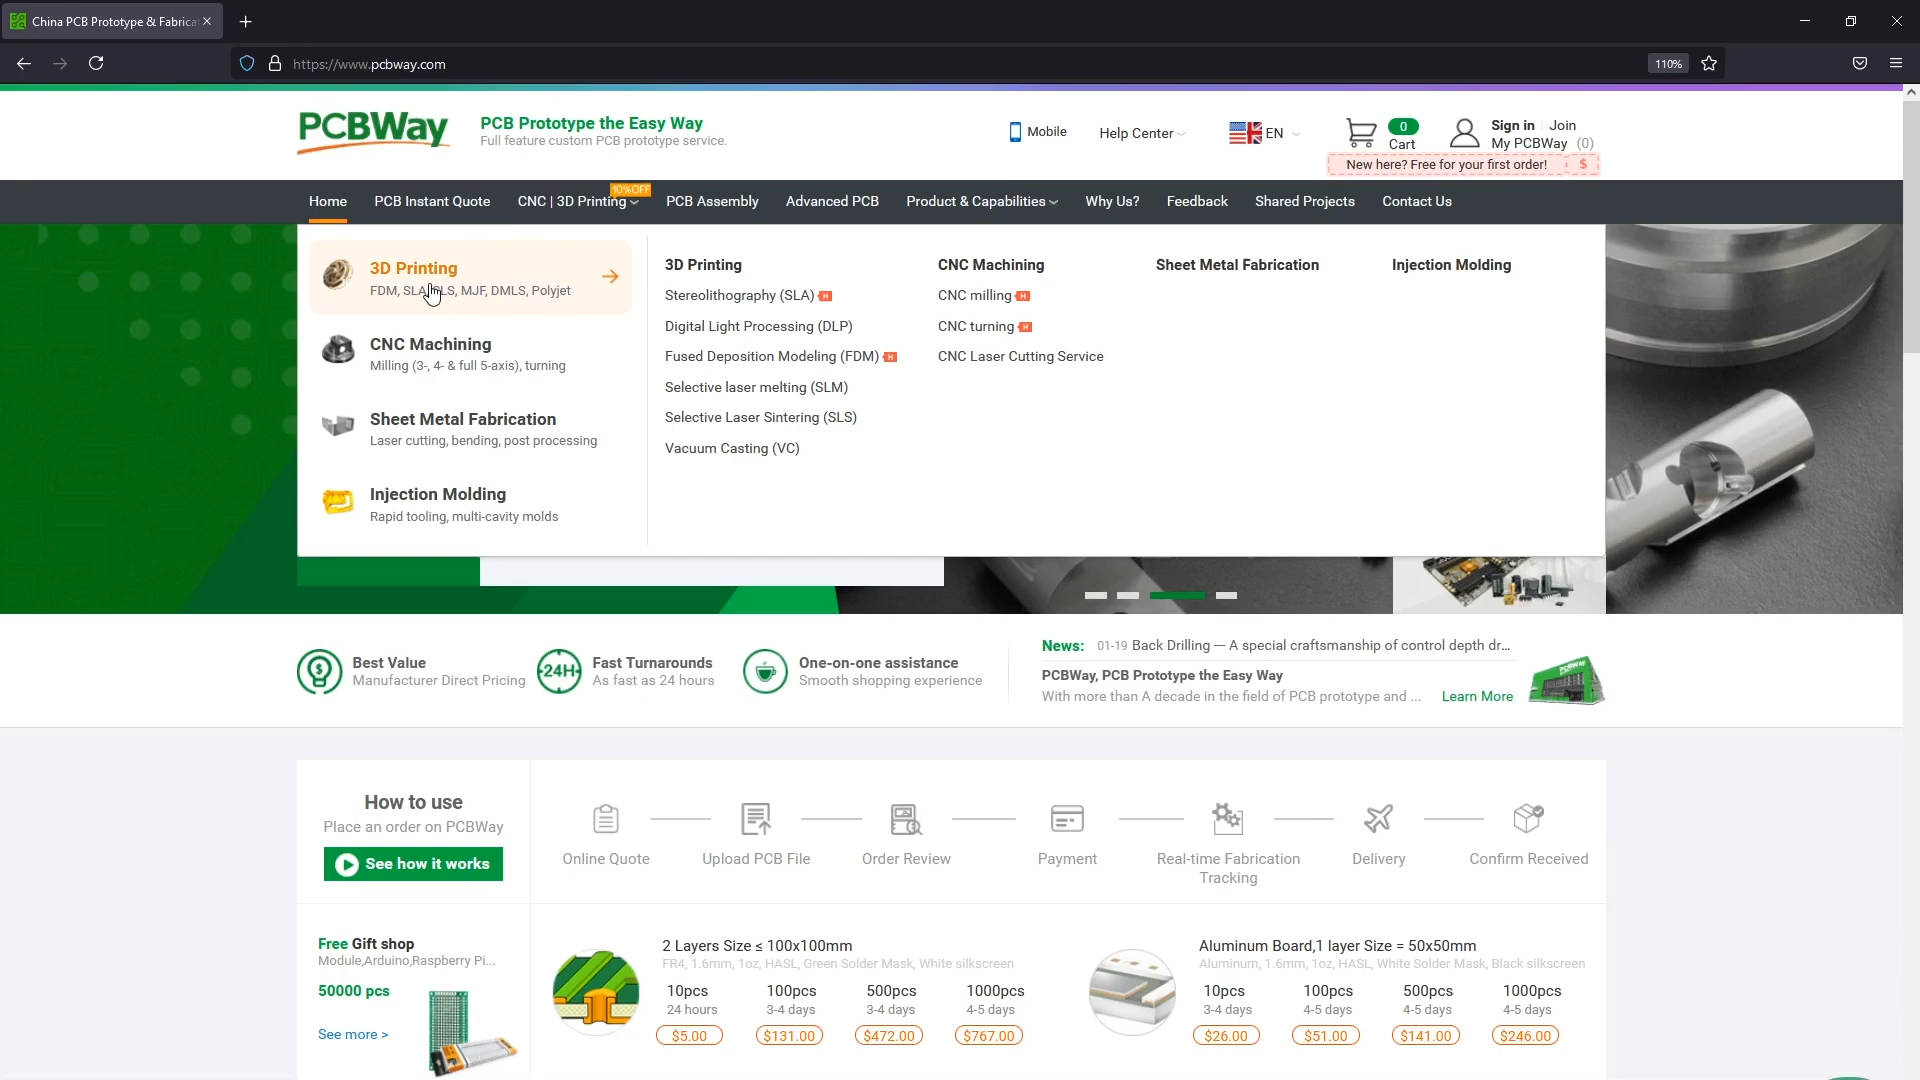 China PCB Prototype & Fabrica
https://www.pcbway.com
110%
PCBWay
PCB Prototype the Easy Way
Full feature custom PCB prototype service.
Mobile
Help Center
EN
0
Cart
Sign in
Join
My PCBWay (0)
New here? Free for your first order!
$
10%OFF
Home
PCB Instant Quote
CNC | 3D Printing
PCB Assembly
Advanced PCB
Product & Capabilities
Why Us?
Feedback
Shared Projects
Contact Us
3D Printing
FDM, SLA, SLS, MJF, DMLS, Polyjet
CNC Machining
Milling (3-, 4- & full 5-axis), turning
Sheet Metal Fabrication
Laser cutting, bending, post processing
Injection Molding
Rapid tooling, multi-cavity molds
3D Printing
Stereolithography (SLA) H
Digital Light Processing (DLP)
Fused Deposition Modeling (FDM) H
Selective laser melting (SLM)
Selective Laser Sintering (SLS)
Vacuum Casting (VC)
CNC Machining
CNC milling H
CNC turning H
CNC Laser Cutting Service
Sheet Metal Fabrication
Injection Molding
Best Value
Manufacturer Direct Pricing
24H
Fast Turnarounds
As fast as 24 hours
One-on-one assistance
Smooth shopping experience
News: 01-19 Back Drilling — A special craftsmanship of control depth dr...
PCBWay, PCB Prototype the Easy Way
With more than A decade in the field of PCB prototype and ... Learn More
PCBWay
How to use
Place an order on PCBWay
See how it works
Online Quote
Upload PCB File
Order Review
Payment
Real-time Fabrication
Tracking
Delivery
Confirm Received
Free Gift shop
Module,Arduino,Raspberry Pi...
50000 pcs
See more >
2 Layers Size ≤ 100x100mm
FR4, 1.6mm, 1oz, HASL, Green Solder Mask, White silkscreen
10pcs 100pcs 500pcs 1000pcs
24 hours 3-4 days 3-4 days 4-5 days
$5.00 $131.00 $472.00 $767.00
Aluminum Board,1 layer Size = 50x50mm
Aluminum, 1.6mm, 1oz, HASL, White Solder Mask, Black silkscreen
10pcs 100pcs 500pcs 1000pcs
3-4 days 4-5 days 4-5 days 4-5 days
$26.00 $51.00 $141.00 $246.00